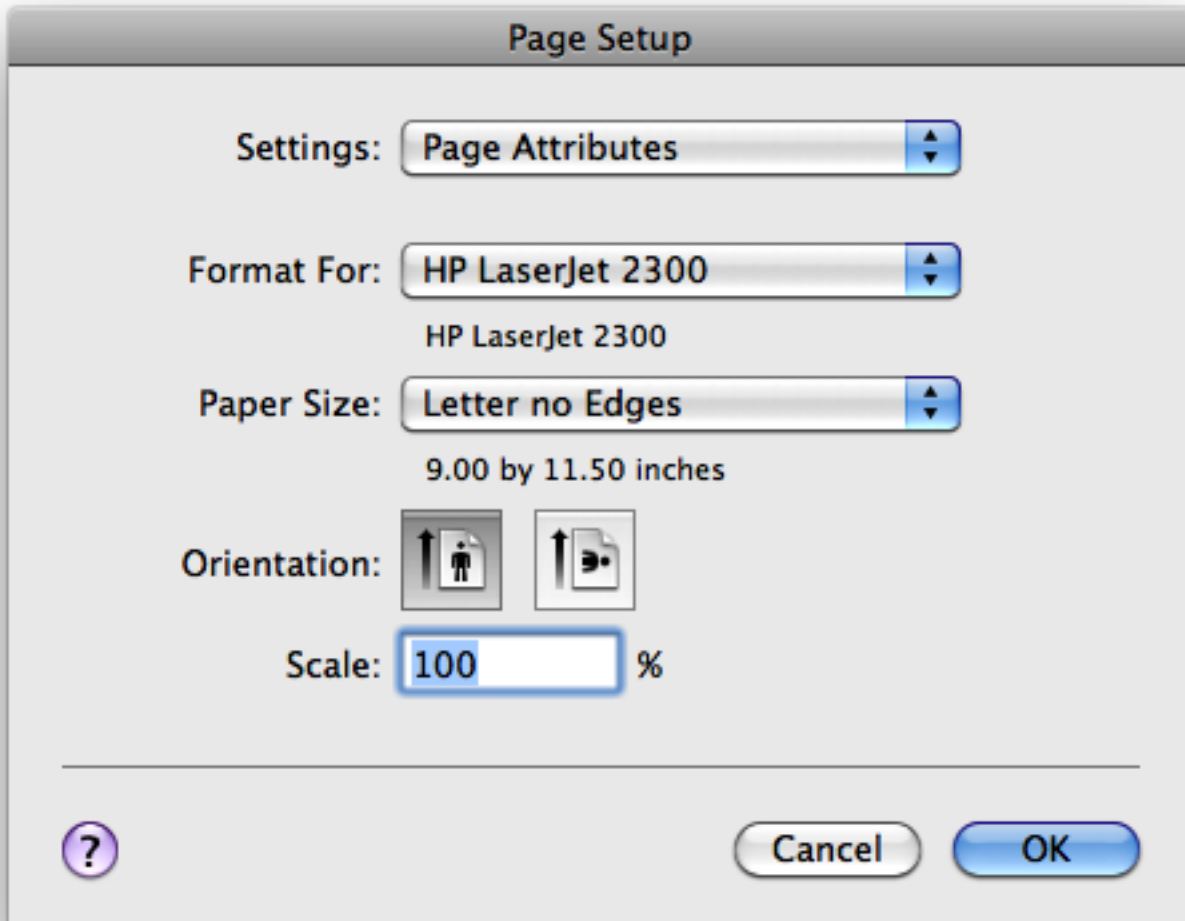 Page Setup
Settings: Page Attributes
Format For: HP LaserJet 2300
HP LaserJet 2300
Paper Size: Letter no Edges
9.00 by 11.50 inches
Orientation:
Scale: 100 %
? Cancel OK